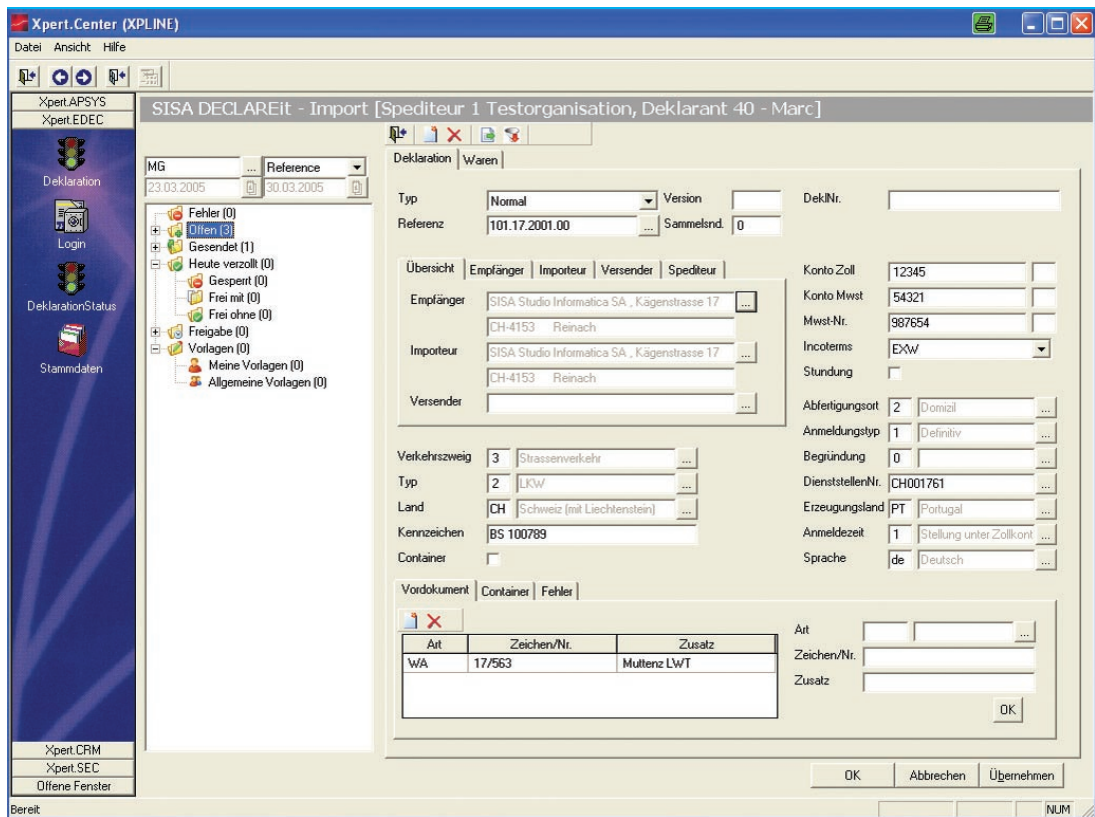 Xpert.Center (XPLINE)
Datei Ansicht Hilfe
Xpert.APSYS
Xpert.EDEC
Deklaration
Login
DeklarationStatus
Stammdaten
Xpert.CRM
Xpert.SEC
Offene Fenster
SISA DECLAREit - Import [Spediteur 1 Testorganisation, Deklarant 40 - Marc]
MG ... Reference
23.03.2005 30.03.2005
Fehler (0)
Offen (3)
Gesendet (1)
Heute verzollt (0)
Gesperrt (0)
Frei mit (0)
Frei ohne (0)
Freigabe (0)
Vorlagen (0)
Meine Vorlagen (0)
Allgemeine Vorlagen (0)
Deklaration Waren
Typ Normal Version DeklNr.
Referenz 101.17.2001.00 ... Sammelsnd. 0
Übersicht Empfänger Importeur Versender Spediteur
Empfänger SISA Studio Informatica SA , Kägenstrasse 17 ...
CH-4153 Reinach
Importeur SISA Studio Informatica SA , Kägenstrasse 17 ...
CH-4153 Reinach
Versender ...
Konto Zoll 12345
Konto Mwst 54321
Mwst-Nr. 987654
Incoterms EXW
Stundung
Abfertigungsort 2 Domizil ...
Anmeldungstyp 1 Definitiv ...
Begründung 0 ...
DienststellenNr. CH001761 ...
Erzeugungsland PT Portugal ...
Anmeldezeit 1 Stellung unter Zollkont ...
Sprache de Deutsch ...
Verkehrszweig 3 Strassenverkehr ...
Typ 2 LKW ...
Land CH Schweiz (mit Liechtenstein) ...
Kennzeichen BS 100789
Container
Vordokument Container Fehler
Art Zeichen/Nr. Zusatz
WA 17/563 Muttenz LWT
Art ...
Zeichen/Nr.
Zusatz
OK
OK Abbrechen Übernehmen
Bereit NUM